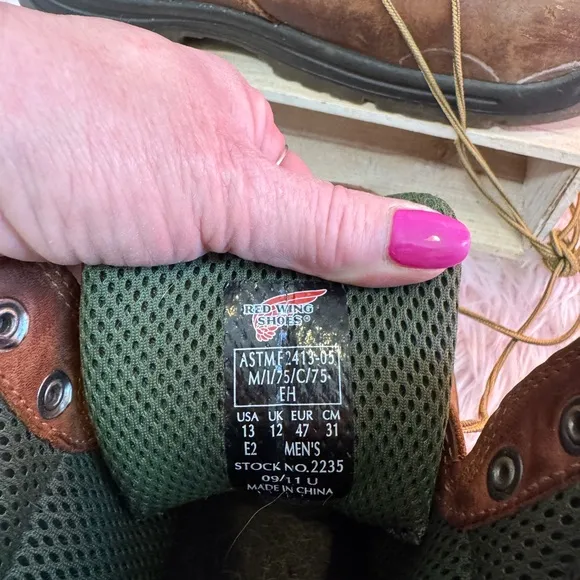 RED WING
SHOES®
ASTM F2413-05
M/I/75/C/75
EH
USA UK EUR CM
13 12 47 31
E2 MEN'S
STOCK NO.2235
09/11 U
MADE IN CHINA